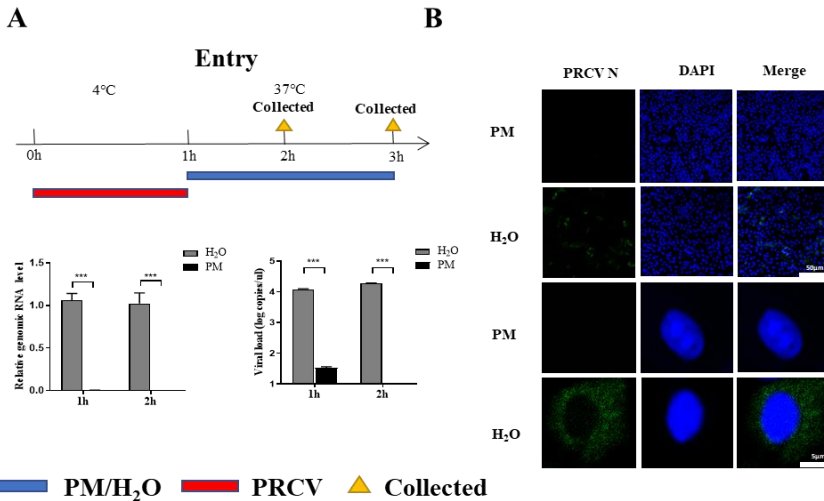 A
Entry
4℃
37℃
Collected
Collected
0h
1h
2h
3h
H₂O
PM
1.5
1.0
0.5
0.0
Relative genomic RNA level
***
***
1h
2h
H₂O
PM
5
4
3
2
1
Viral load (log copies/ul)
***
***
1h
2h
PM/H₂O
PRCV
Collected
B
PRCV N
DAPI
Merge
PM
H₂O
50μm
PM
H₂O
5μm